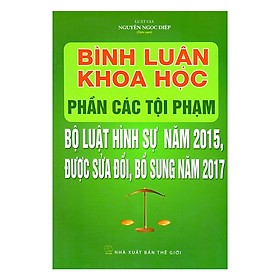 LUẬT GIA
NGUYỄN NGỌC ĐIỆP
(Biên soạn)
BÌNH LUẬN
KHOA HỌC
PHẦN CÁC TỘI PHẠM
BỘ LUẬT HÌNH SỰ NĂM 2015,
ĐƯỢC SỬA ĐỔI, BỔ SUNG NĂM 2017
NHÀ XUẤT BẢN THẾ GIỚI